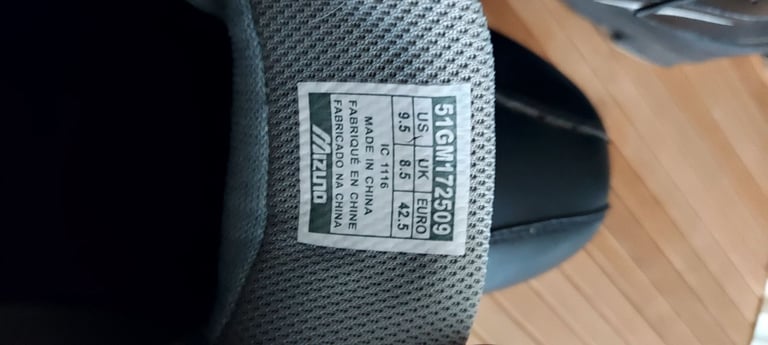 51GM172509
US UK EURO
9.5 8.5 42.5
IC 1116
MADE IN CHINA
FABRIQUÉ EN CHINE
FABRICADO NA CHINA
MIZUNO